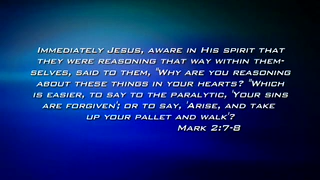 Immediately Jesus, aware in His spirit that
they were reasoning that way within them-
selves, said to them, "Why are you reasoning
about these things in your hearts? "Which
is easier, to say to the paralytic, 'Your sins
are forgiven'; or to say, 'Arise, and take
up your pallet and walk'?
Mark 2:7-8